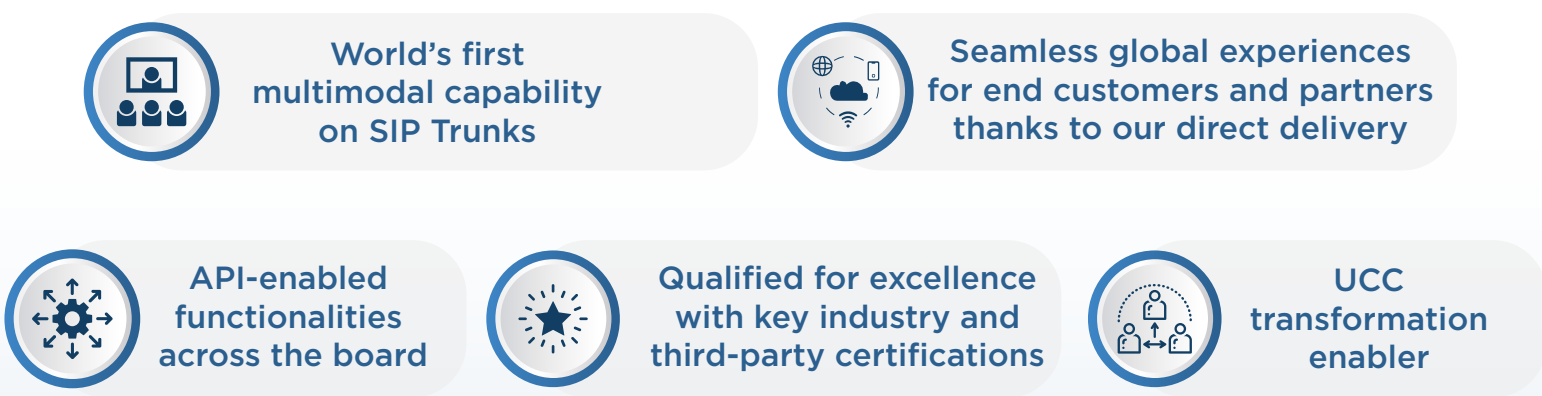 World’s first
multimodal capability
on SIP Trunks
Seamless global experiences
for end customers and partners
thanks to our direct delivery
API-enabled
functionalities
across the board
Qualified for excellence
with key industry and
third-party certifications
UCC
transformation
enabler